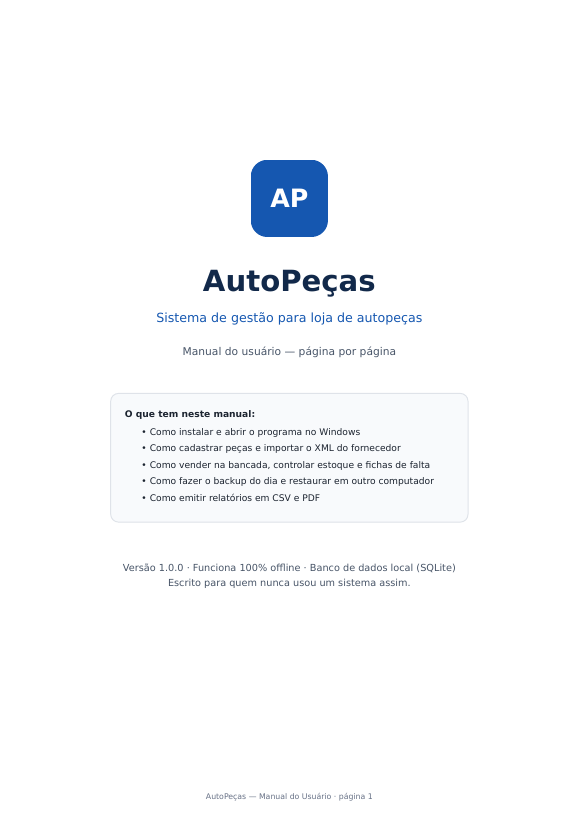 AP
AutoPeças
Sistema de gestão para loja de autopeças
Manual do usuário — página por página
O que tem neste manual:
• Como instalar e abrir o programa no Windows
• Como cadastrar peças e importar o XML do fornecedor
• Como vender na bancada, controlar estoque e fichas de falta
• Como fazer o backup do dia e restaurar em outro computador
• Como emitir relatórios em CSV e PDF
Versão 1.0.0 · Funciona 100% offline · Banco de dados local (SQLite)
Escrito para quem nunca usou um sistema assim.
AutoPeças — Manual do Usuário · página 1